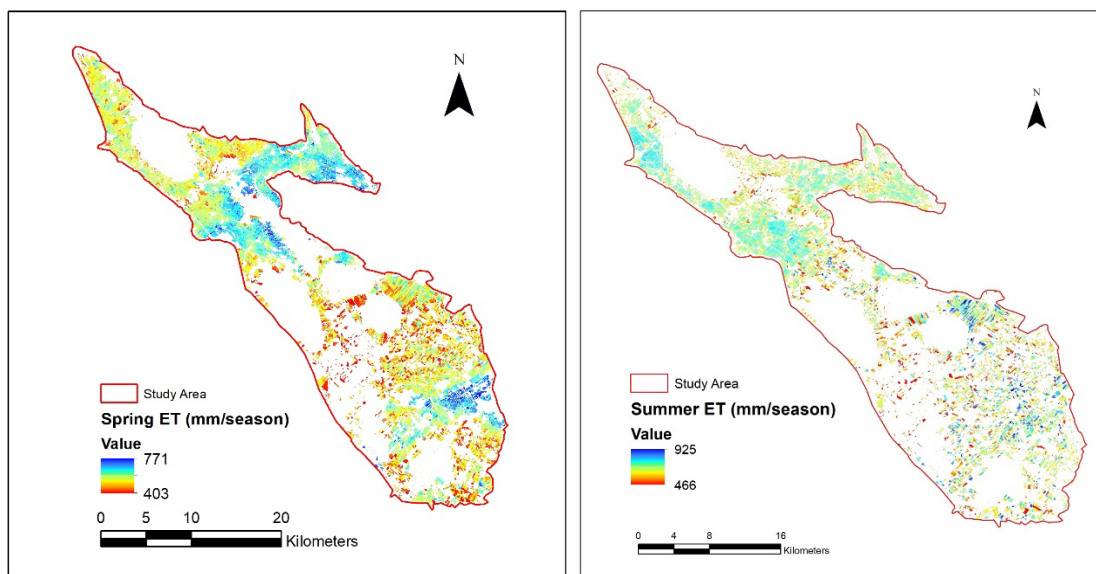 N
Study Area
Spring ET (mm/season)
Value
771
403
0 5 10 20
Kilometers
N
Study Area
Summer ET (mm/season)
Value
925
466
0 4 8 16
Kilometers